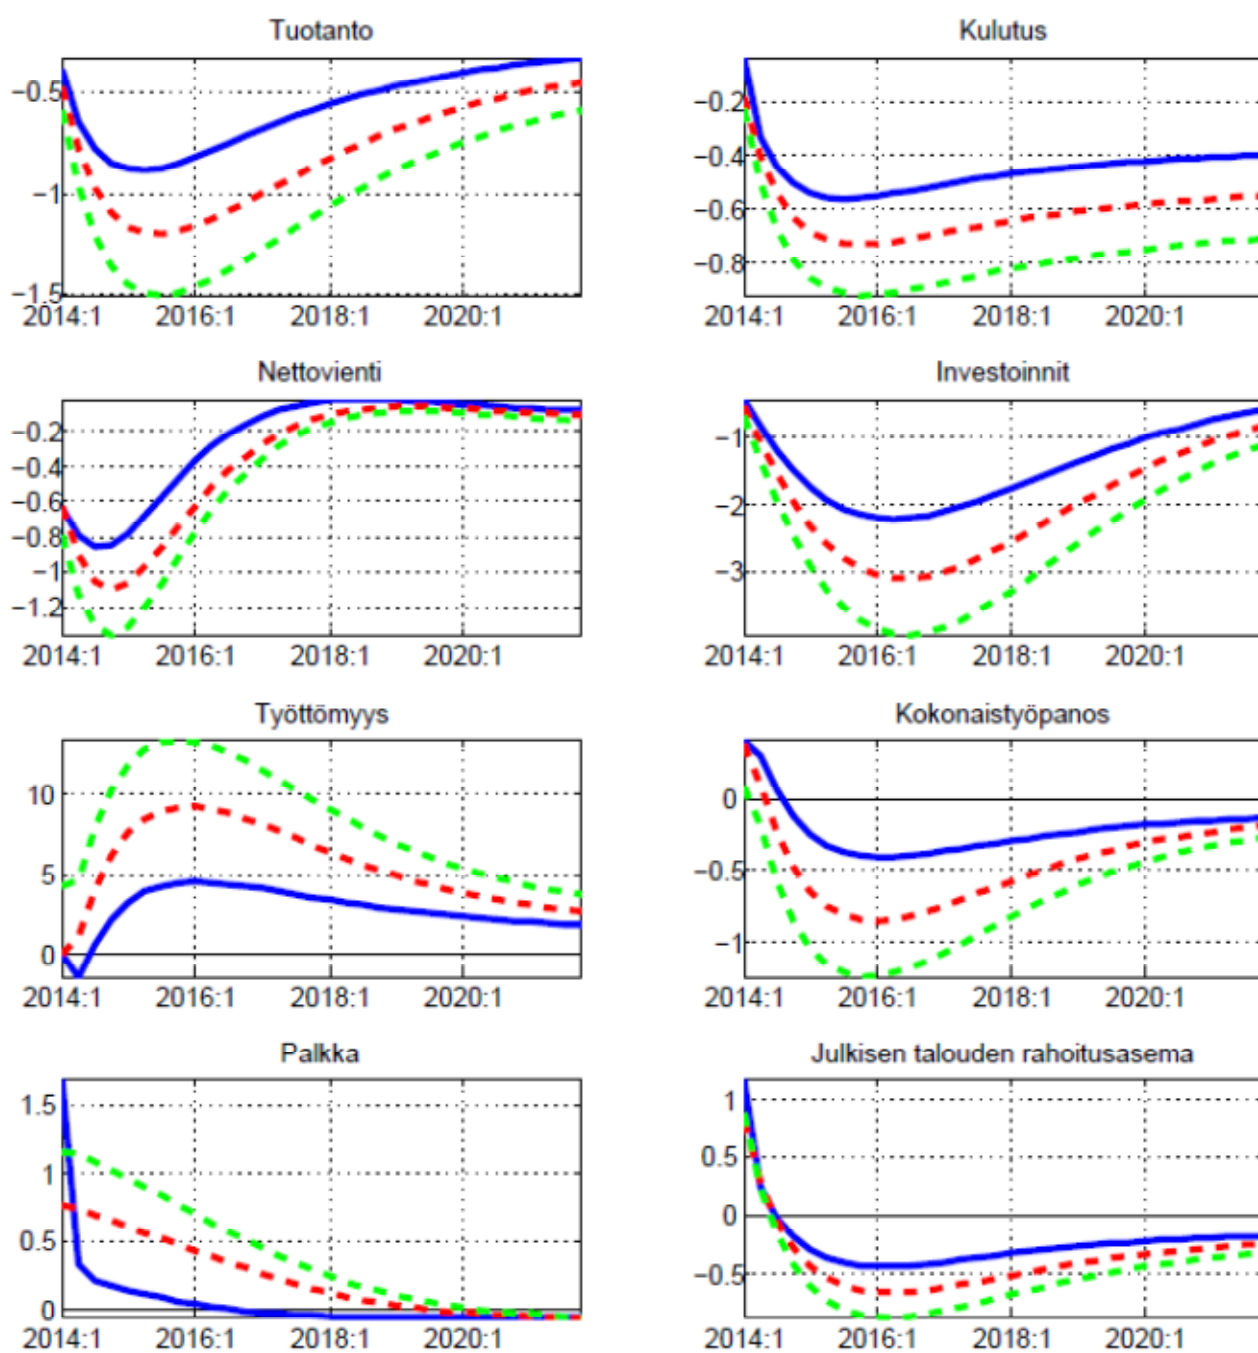 Tuotanto
−0.5
−1
−1.5
2014:1 2016:1 2018:1 2020:1
Kulutus
−0.2
−0.4
−0.6
−0.8
2014:1 2016:1 2018:1 2020:1
Nettovienti
−0.2
−0.4
−0.6
−0.8
−1
−1.2
2014:1 2016:1 2018:1 2020:1
Investoinnit
−1
−2
−3
2014:1 2016:1 2018:1 2020:1
Työttömyys
10
5
0
2014:1 2016:1 2018:1 2020:1
Kokonaistyöpanos
0
−0.5
−1
2014:1 2016:1 2018:1 2020:1
Palkka
1.5
1
0.5
0
2014:1 2016:1 2018:1 2020:1
Julkisen talouden rahoitusasema
1
0.5
0
−0.5
2014:1 2016:1 2018:1 2020:1